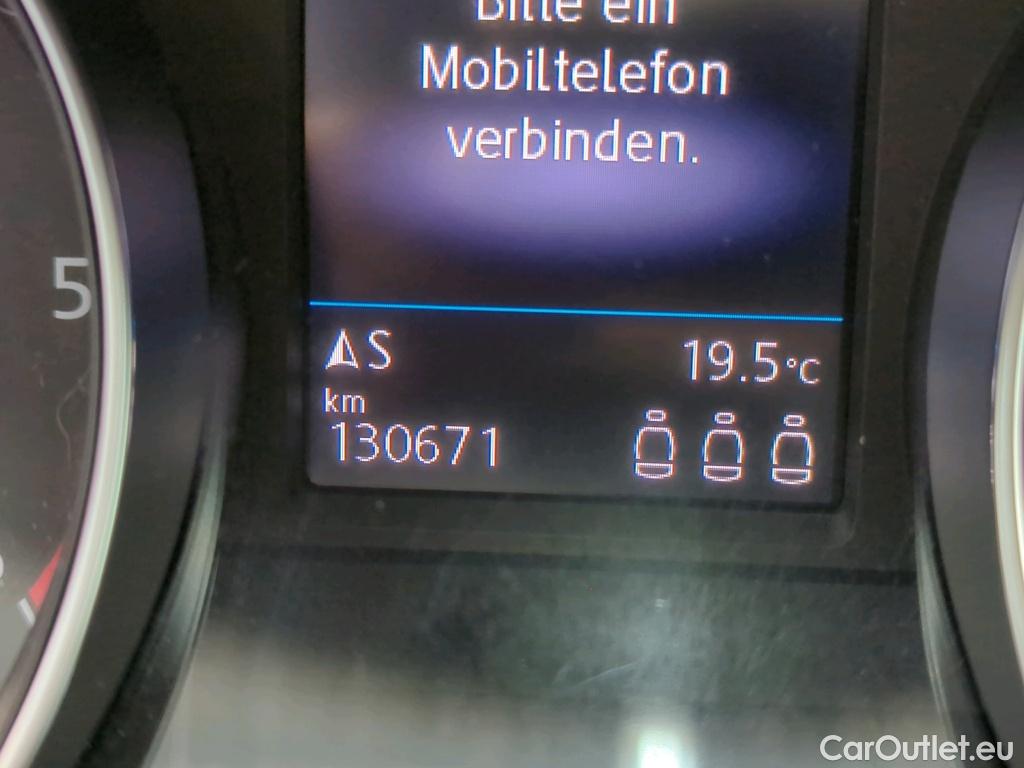 Bitte ein
Mobiltelefon
verbinden.
5
S
19.5°C
km
130671
CarOutlet.eu